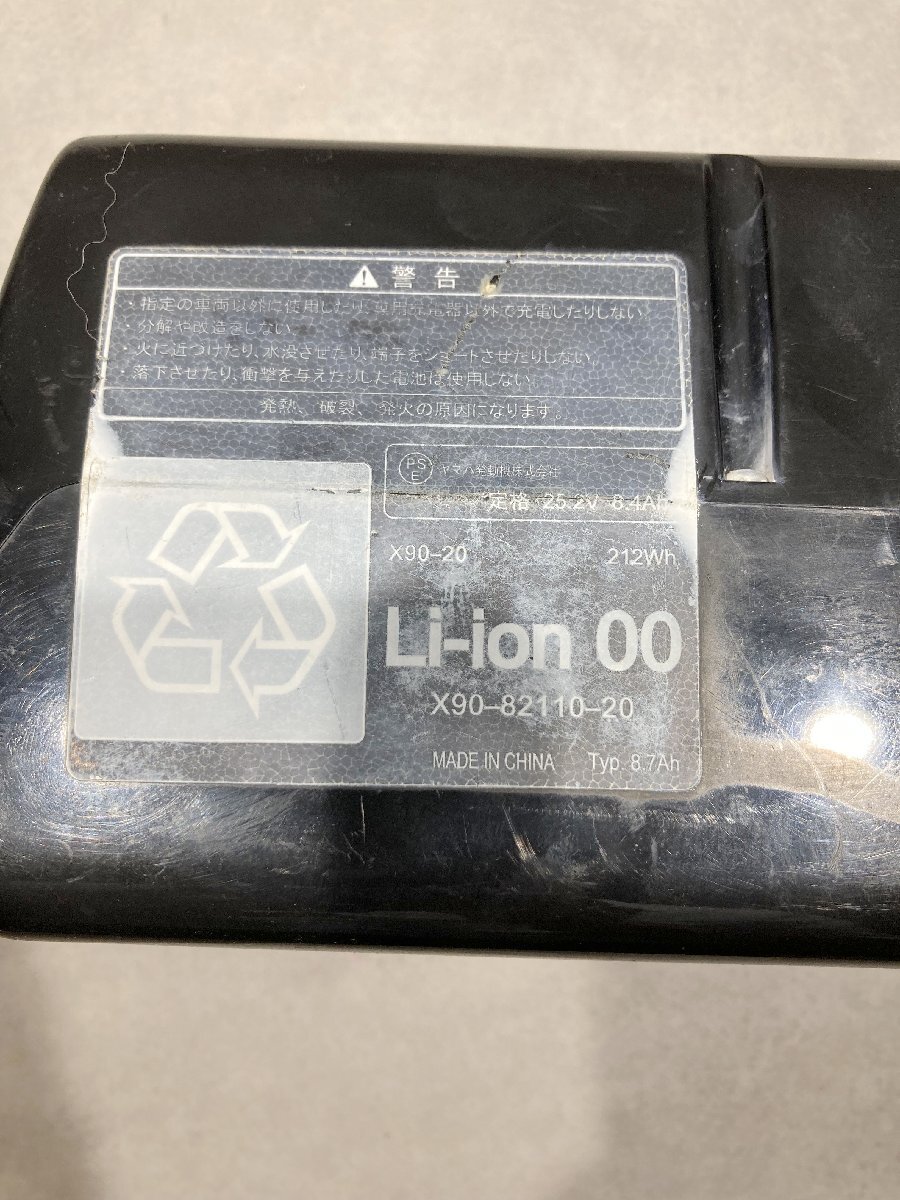 ⚠ 警告
・指定の車両以外に使用したり、専用充電器以外で充電したりしない。
・分解や改造をしない。
・火に近づけたり、水没させたり、端子をショートさせたりしない。
・落下させたり、衝撃を与えたりした電池は使用しない。
発熱、破裂、発火の原因になります。
PSE ヤマハ発動機株式会社
定格 25.2V 8.4Ah
X90-20 212Wh
Li-ion 00
X90-82110-20
MADE IN CHINA Typ. 8.7Ah